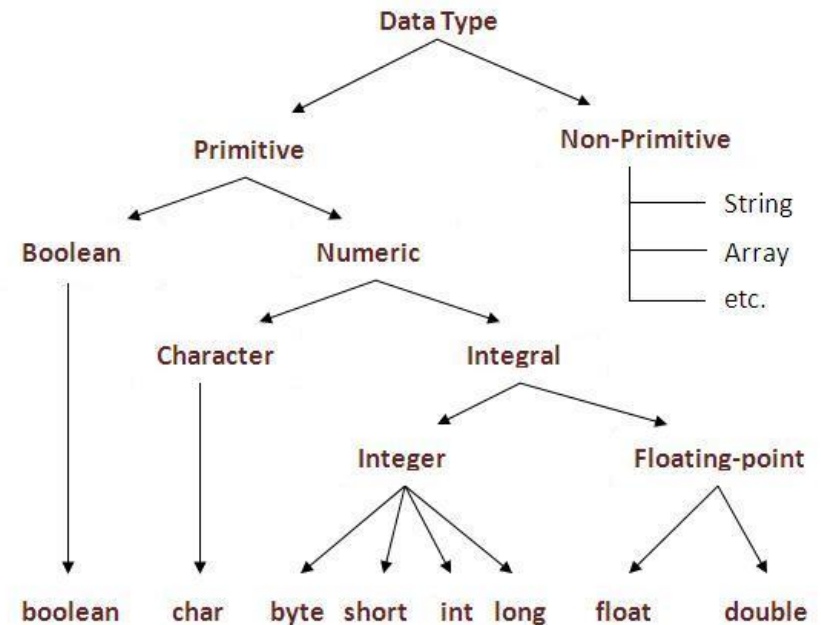 Data Type
Primitive
Non-Primitive
String
Array
etc.
Boolean
Numeric
Character
Integral
Integer
Floating-point
boolean char byte short int long float double